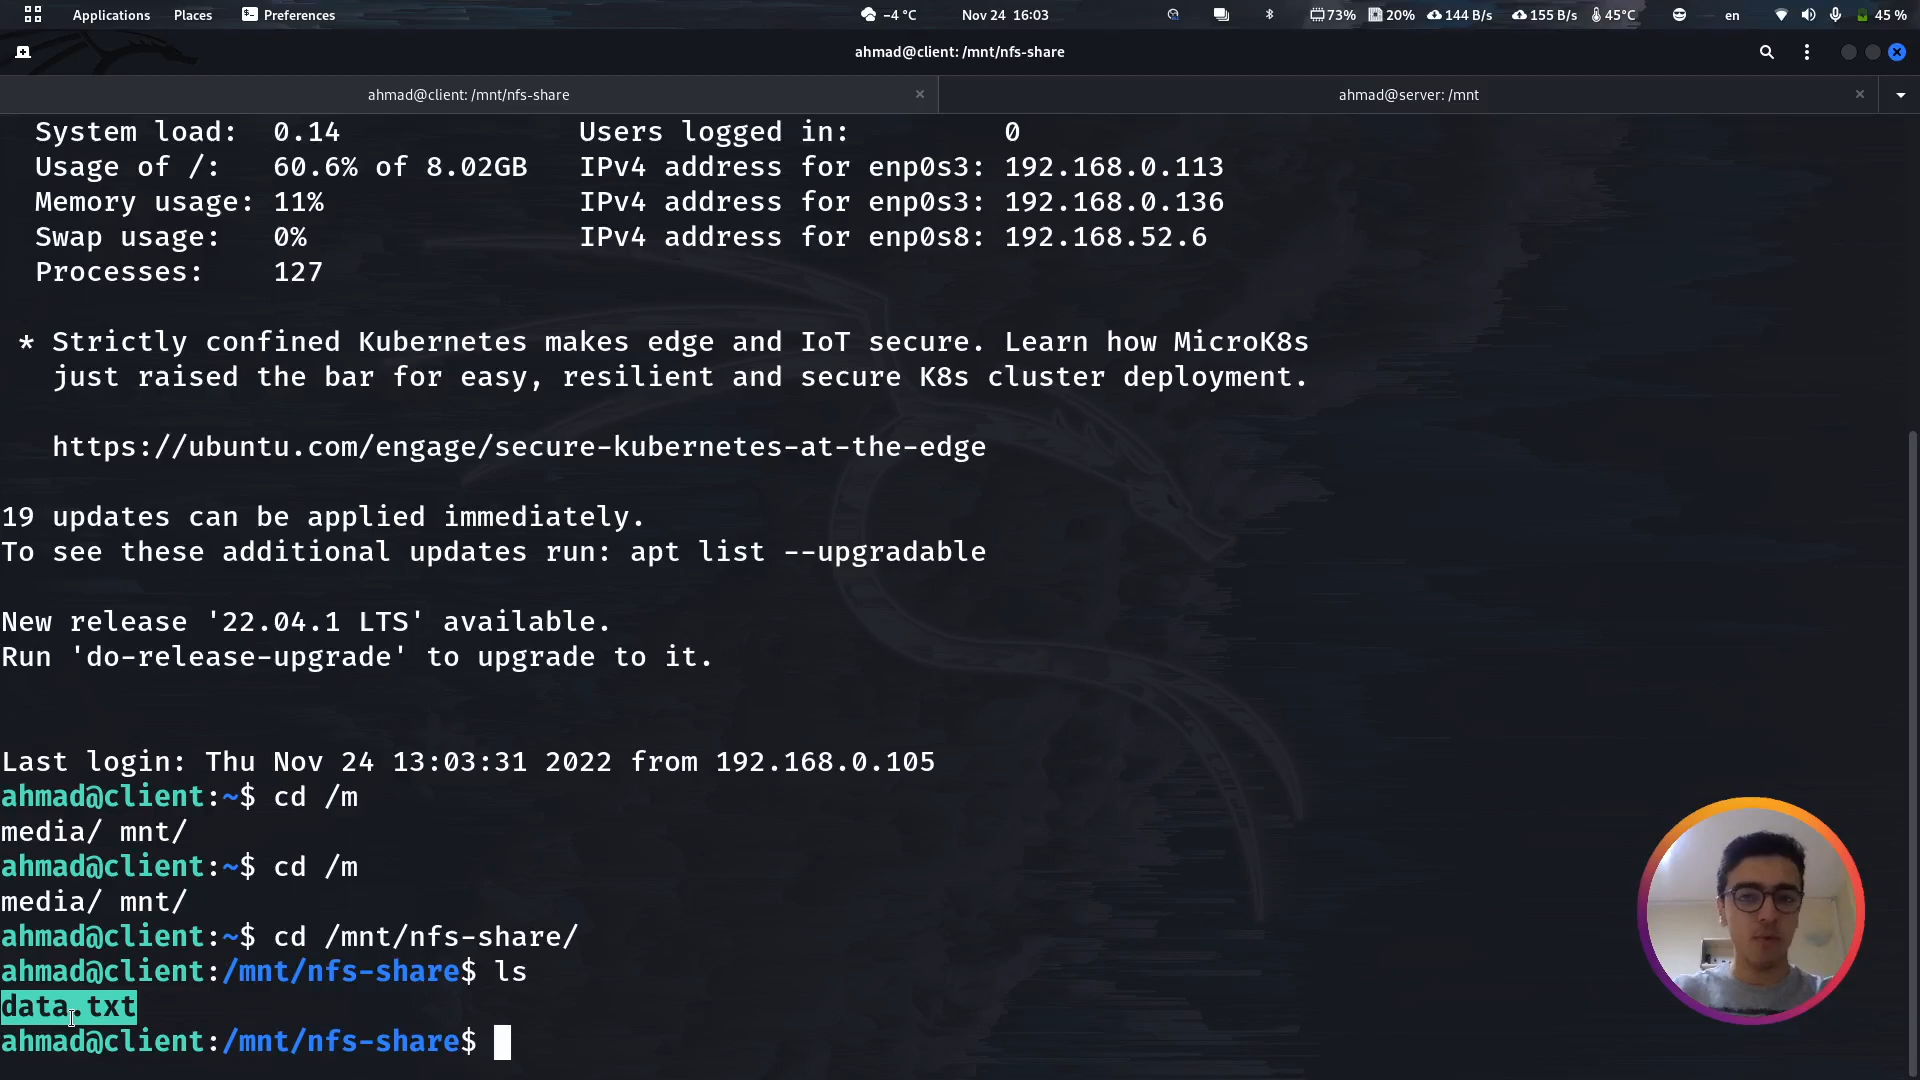 Applications Places Preferences -4 °C Nov 24 16:03 73% 20% 144 B/s 155 B/s 45°C en 45 %
ahmad@client: /mnt/nfs-share
ahmad@client: /mnt/nfs-share ahmad@server: /mnt
System load: 0.14 Users logged in: 0
Usage of /: 60.6% of 8.02GB IPv4 address for enp0s3: 192.168.0.113
Memory usage: 11% IPv4 address for enp0s3: 192.168.0.136
Swap usage: 0% IPv4 address for enp0s8: 192.168.52.6
Processes: 127
* Strictly confined Kubernetes makes edge and IoT secure. Learn how MicroK8s
just raised the bar for easy, resilient and secure K8s cluster deployment.
https://ubuntu.com/engage/secure-kubernetes-at-the-edge
19 updates can be applied immediately.
To see these additional updates run: apt list --upgradable
New release '22.04.1 LTS' available.
Run 'do-release-upgrade' to upgrade to it.
Last login: Thu Nov 24 13:03:31 2022 from 192.168.0.105
ahmad@client:~$ cd /m
media/ mnt/
ahmad@client:~$ cd /m
media/ mnt/
ahmad@client:~$ cd /mnt/nfs-share/
ahmad@client:/mnt/nfs-share$ ls
data.txt
ahmad@client:/mnt/nfs-share$